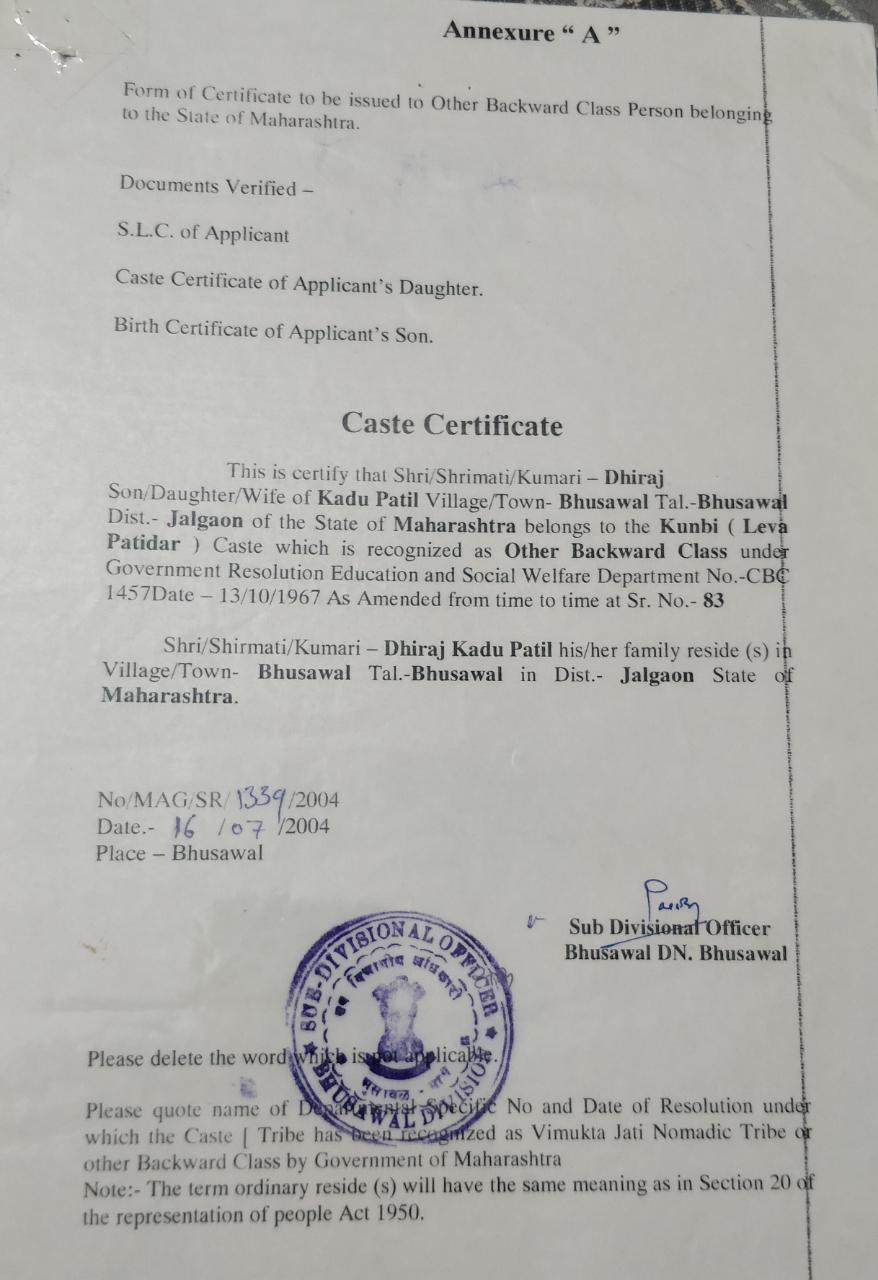 Annexure “ A ”
Form of Certificate to be issued to Other Backward Class Person belonging
to the State of Maharashtra.
Documents Verified –
S.L.C. of Applicant
Caste Certificate of Applicant’s Daughter.
Birth Certificate of Applicant’s Son.
Caste Certificate
This is certify that Shri/Shrimati/Kumari – Dhiraj
Son/Daughter/Wife of Kadu Patil Village/Town- Bhusawal Tal.-Bhusawal
Dist.- Jalgaon of the State of Maharashtra belongs to the Kunbi ( Leva
Patidar ) Caste which is recognized as Other Backward Class under
Government Resolution Education and Social Welfare Department No.-CBC
1457Date – 13/10/1967 As Amended from time to time at Sr. No.- 83
Shri/Shirmati/Kumari – Dhiraj Kadu Patil his/her family reside (s) in
Village/Town- Bhusawal Tal.-Bhusawal in Dist.- Jalgaon State of
Maharashtra.
No/MAG/SR/ 1339/2004
Date.- 16 /07 /2004
Place – Bhusawal
Sub Divisional Officer
Bhusawal DN. Bhusawal
SUB-DIVISIONAL OFFICER
BHUSAWAL DIVISION
Please delete the word which is not applicable.
Please quote name of Departmental Specific No and Date of Resolution under
which the Caste [ Tribe has been recognized as Vimukta Jati Nomadic Tribe or
other Backward Class by Government of Maharashtra
Note:- The term ordinary reside (s) will have the same meaning as in Section 20 of
the representation of people Act 1950.